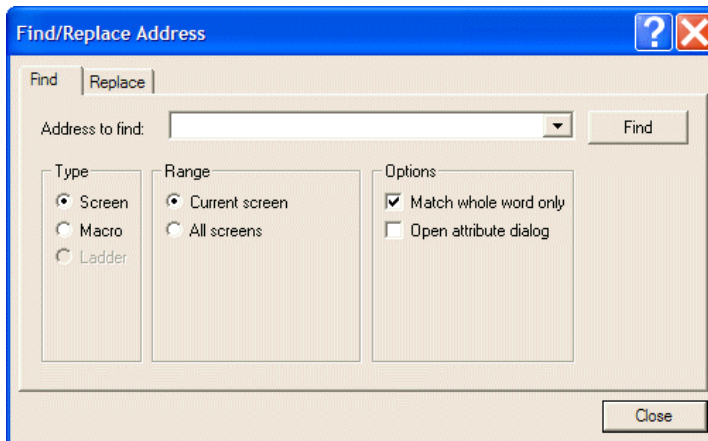 Find/Replace Address
Find Replace
Address to find: Find
Type Range Options
Screen Current screen Match whole word only
Macro All screens Open attribute dialog
Ladder
Close